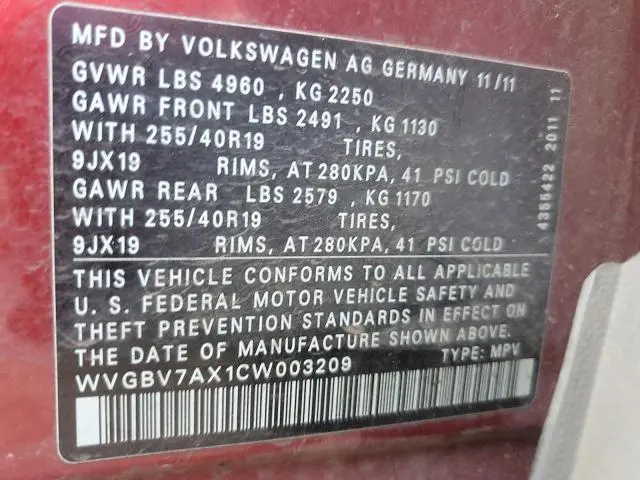 MFD BY VOLKSWAGEN AG GERMANY 11/11
GVWR LBS 4960 , KG 2250
GAWR FRONT LBS 2491 , KG 1130
WITH 255/40R19 TIRES,
9JX19 RIMS, AT 280KPA, 41 PSI COLD
GAWR REAR LBS 2579 , KG 1170
WITH 255/40R19 TIRES,
9JX19 RIMS, AT 280KPA, 41 PSI COLD
THIS VEHICLE CONFORMS TO ALL APPLICABLE
U. S. FEDERAL MOTOR VEHICLE SAFETY AND
THEFT PREVENTION STANDARDS IN EFFECT ON
THE DATE OF MANUFACTURE SHOWN ABOVE.
WVGBV7AX1CW003209 TYPE: MPV
4355422 2011 11